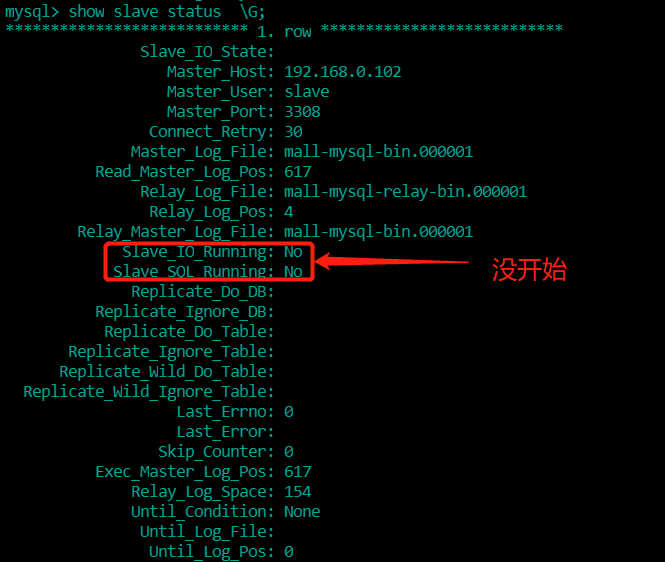 mysql> show slave status  \G;
*************************** 1. row ***************************
Slave_IO_State:
Master_Host: 192.168.0.102
Master_User: slave
Master_Port: 3308
Connect_Retry: 30
Master_Log_File: mall-mysql-bin.000001
Read_Master_Log_Pos: 617
Relay_Log_File: mall-mysql-relay-bin.000001
Relay_Log_Pos: 4
Relay_Master_Log_File: mall-mysql-bin.000001
Slave_IO_Running: No
Slave_SQL_Running: No
没开始
Replicate_Do_DB:
Replicate_Ignore_DB:
Replicate_Do_Table:
Replicate_Ignore_Table:
Replicate_Wild_Do_Table:
Replicate_Wild_Ignore_Table:
Last_Errno: 0
Last_Error:
Skip_Counter: 0
Exec_Master_Log_Pos: 617
Relay_Log_Space: 154
Until_Condition: None
Until_Log_File:
Until_Log_Pos: 0